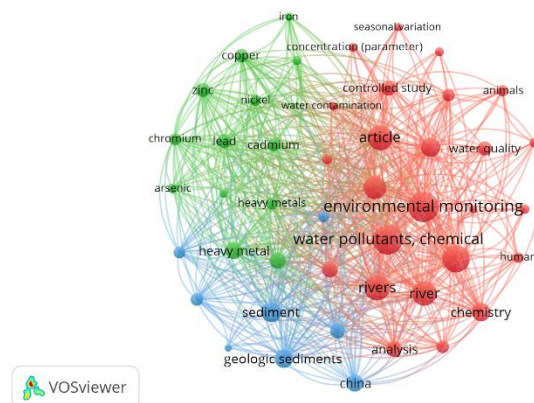 iron
seasonal variation
copper
concentration (parameter)
zinc
controlled study
animals
nickel
water contamination
chromium
lead
cadmium
article
water quality
arsenic
heavy metals
environmental monitoring
heavy metal
water pollutants, chemical
human
rivers
river
sediment
chemistry
geologic sediments
analysis
china
VOSviewer